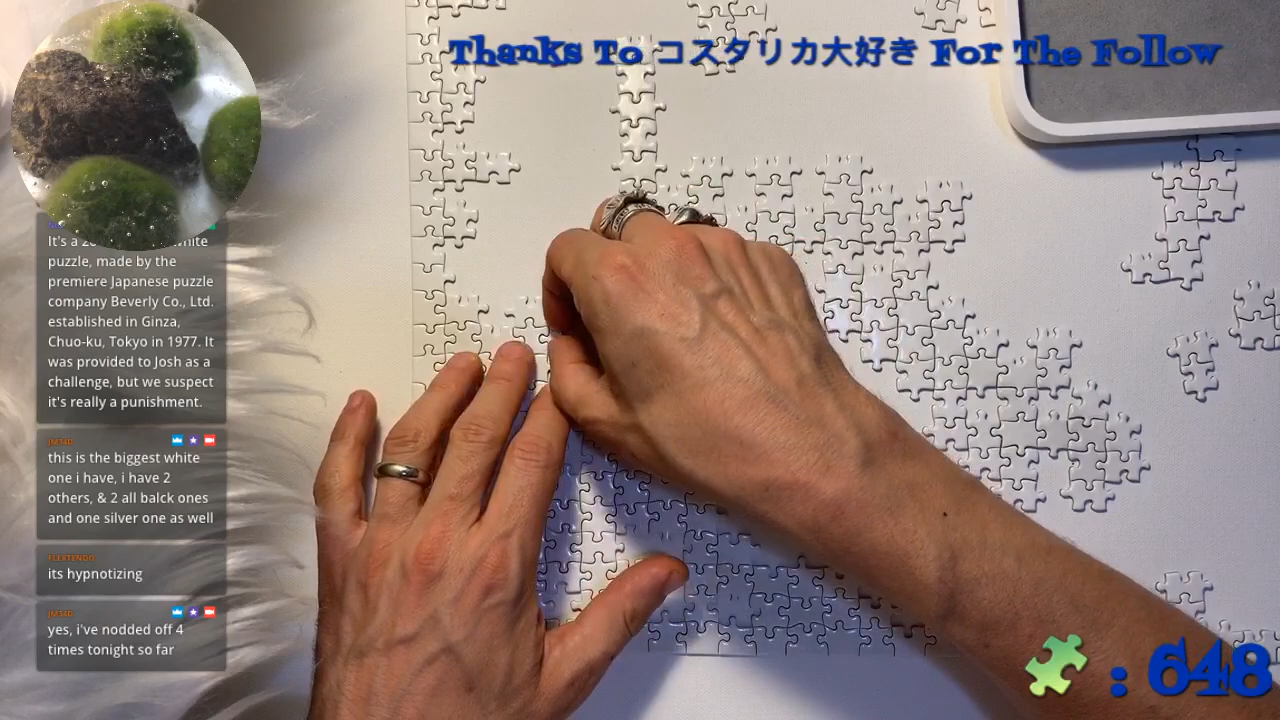 Thanks To コスタリカ大好き For The Follow
puzzle, made by the
premiere Japanese puzzle
company Beverly Co., Ltd.
established in Ginza,
Chuo-ku, Tokyo in 1977. It
was provided to Josh as a
challenge, but we suspect
it's really a punishment.
JM34D
this is the biggest white
one i have, i have 2
others, & 2 all balck ones
and one silver one as well
FLEXTENDO
its hypnotizing
JM34D
yes, i've nodded off 4
times tonight so far
: 648